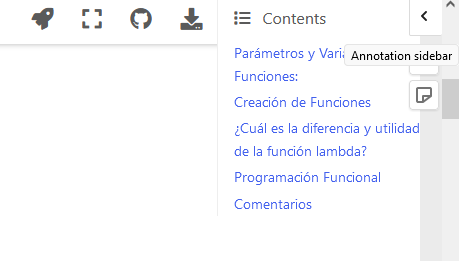 Contents
Parámetros y
Annotation sidebar
Funciones:
Creación de Funciones
¿Cuál es la diferencia y utilidad
de la función lambda?
Programación Funcional
Comentarios